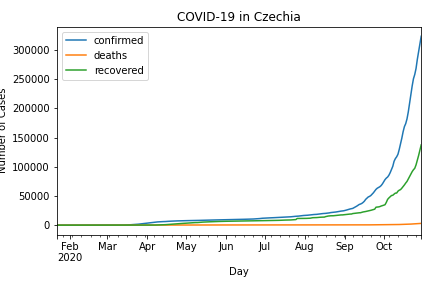 COVID-19 in Czechia
confirmed
deaths
recovered
300000
250000
200000
150000
100000
50000
0
Number of Cases
Feb Mar Apr May Jun Jul Aug Sep Oct
2020
Day